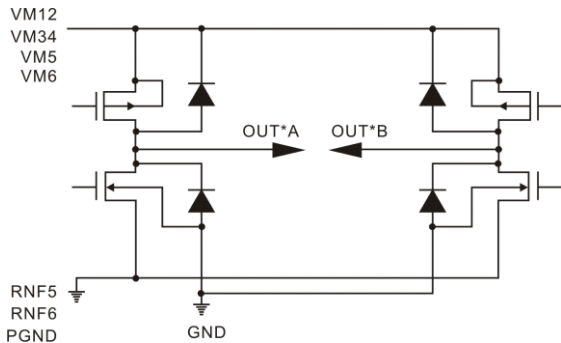 VM12
VM34
VM5
VM6
OUT*A
OUT*B
RNF5
RNF6
PGND
GND